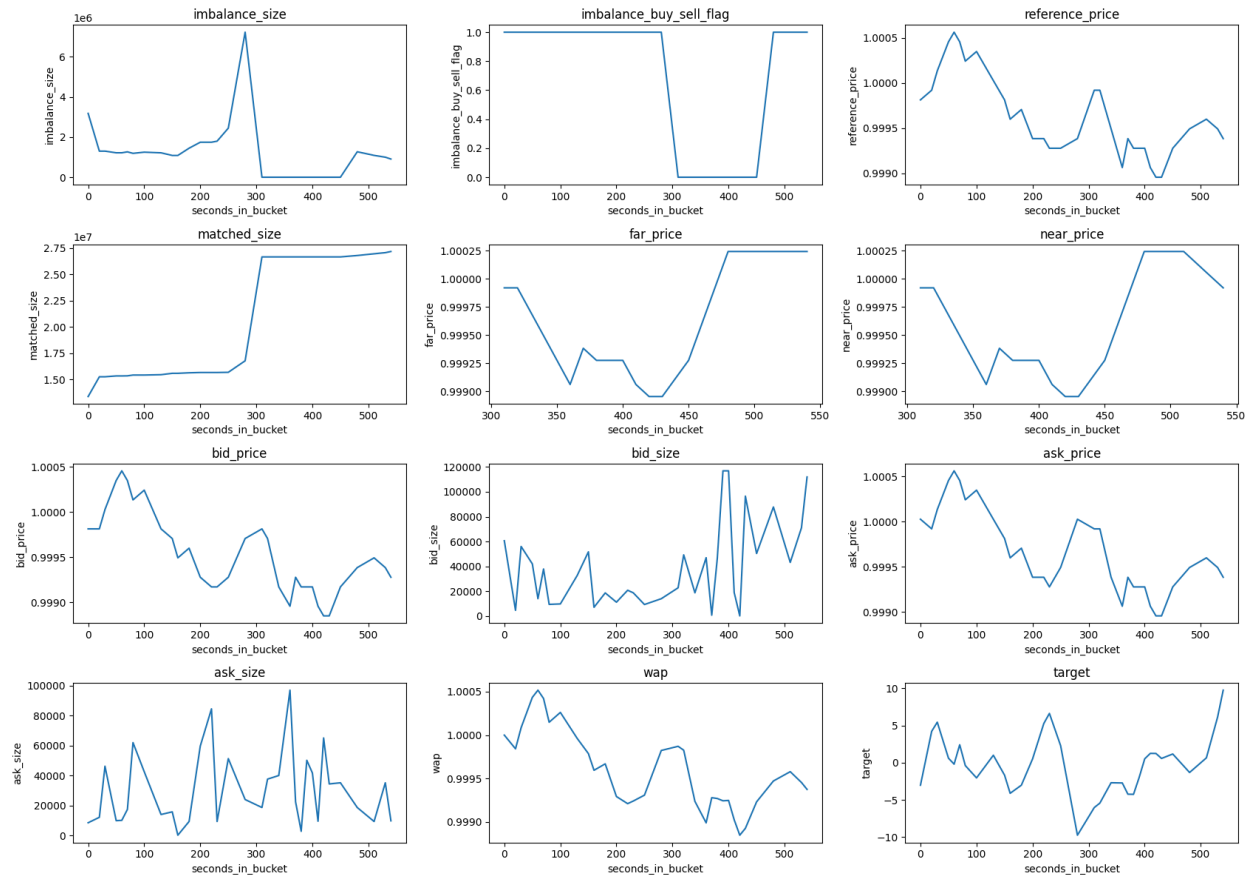 imbalance_size
1e6
6
4
2
0
imbalance_size
0 100 200 300 400 500
seconds_in_bucket
imbalance_buy_sell_flag
1.0
0.8
0.6
0.4
0.2
0.0
imbalance_buy_sell_flag
0 100 200 300 400 500
seconds_in_bucket
reference_price
1.0005
1.0000
0.9995
0.9990
reference_price
0 100 200 300 400 500
seconds_in_bucket
matched_size
1e7
2.75
2.50
2.25
2.00
1.75
1.50
matched_size
0 100 200 300 400 500
seconds_in_bucket
far_price
1.00025
1.00000
0.99975
0.99950
0.99925
0.99900
far_price
300 350 400 450 500 550
seconds_in_bucket
near_price
1.00025
1.00000
0.99975
0.99950
0.99925
0.99900
near_price
300 350 400 450 500 550
seconds_in_bucket
bid_price
1.0005
1.0000
0.9995
0.9990
bid_price
0 100 200 300 400 500
seconds_in_bucket
bid_size
120000
100000
80000
60000
40000
20000
0
bid_size
0 100 200 300 400 500
seconds_in_bucket
ask_price
1.0005
1.0000
0.9995
0.9990
ask_price
0 100 200 300 400 500
seconds_in_bucket
ask_size
100000
80000
60000
40000
20000
0
ask_size
0 100 200 300 400 500
seconds_in_bucket
wap
1.0005
1.0000
0.9995
0.9990
wap
0 100 200 300 400 500
seconds_in_bucket
target
10
5
0
−5
−10
target
0 100 200 300 400 500
seconds_in_bucket